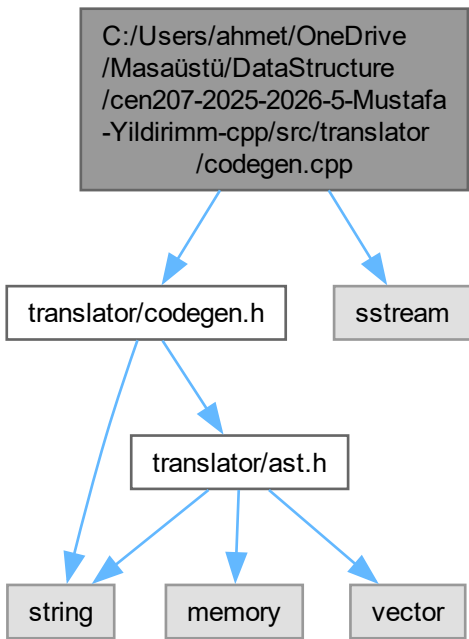 C:/Users/ahmet/OneDrive
/Masaüstü/DataStructure
/cen207-2025-2026-5-Mustafa
-Yildirimm-cpp/src/translator
/codegen.cpp
translator/codegen.h
sstream
translator/ast.h
string
memory
vector